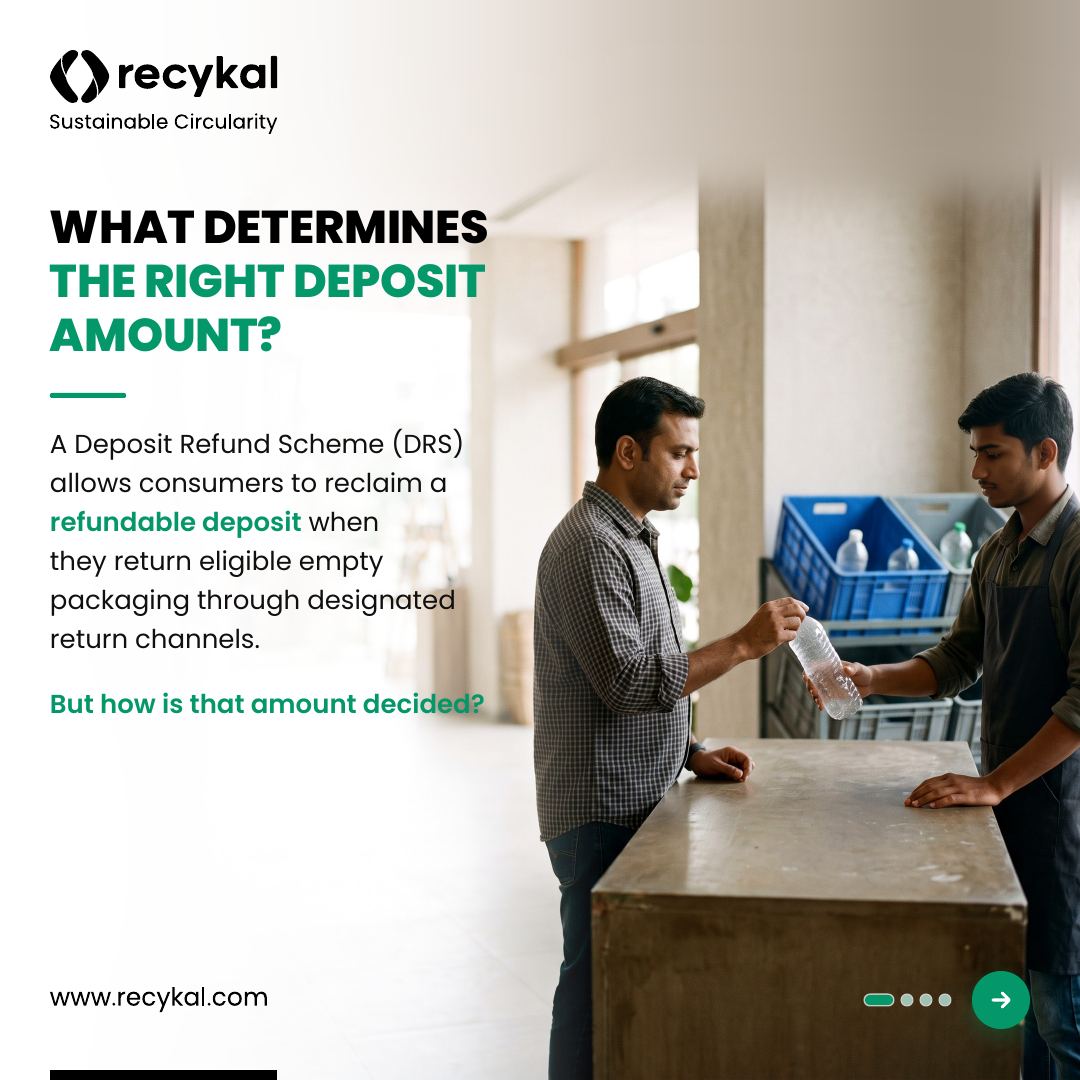 recykal
Sustainable Circularity
WHAT DETERMINES
THE RIGHT DEPOSIT
AMOUNT?
A Deposit Refund Scheme (DRS)
allows consumers to reclaim a
refundable deposit when
they return eligible empty
packaging through designated
return channels.
But how is that amount decided?
www.recykal.com